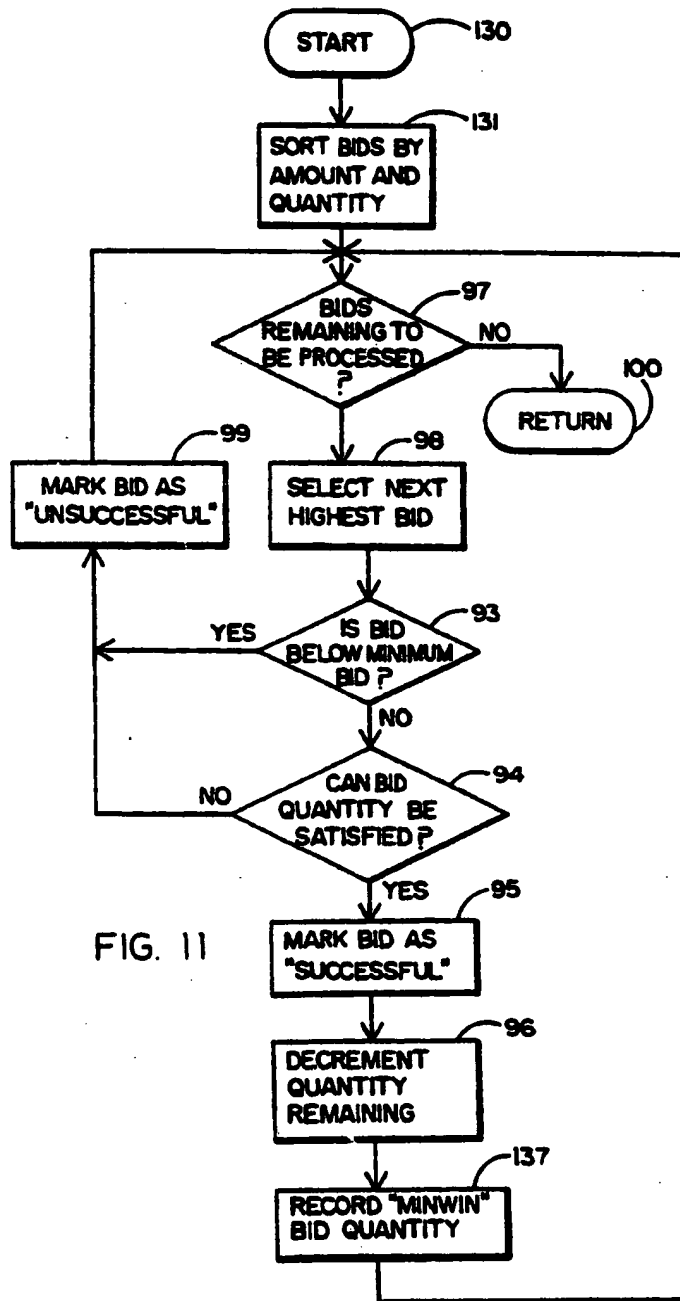 START
130
131
SORT BIDS BY
AMOUNT AND
QUANTITY
97
BIDS
REMAINING TO
BE PROCESSED
?
NO
100
RETURN
99
MARK BID AS
"UNSUCCESSFUL"
98
SELECT NEXT
HIGHEST BID
93
YES
IS BID
BELOW MINIMUM
BID ?
NO
94
NO
CAN BID
QUANTITY BE
SATISFIED ?
YES
95
FIG. 11
MARK BID AS
"SUCCESSFUL"
96
DECREMENT
QUANTITY
REMAINING
137
RECORD "MINWIN"
BID QUANTITY